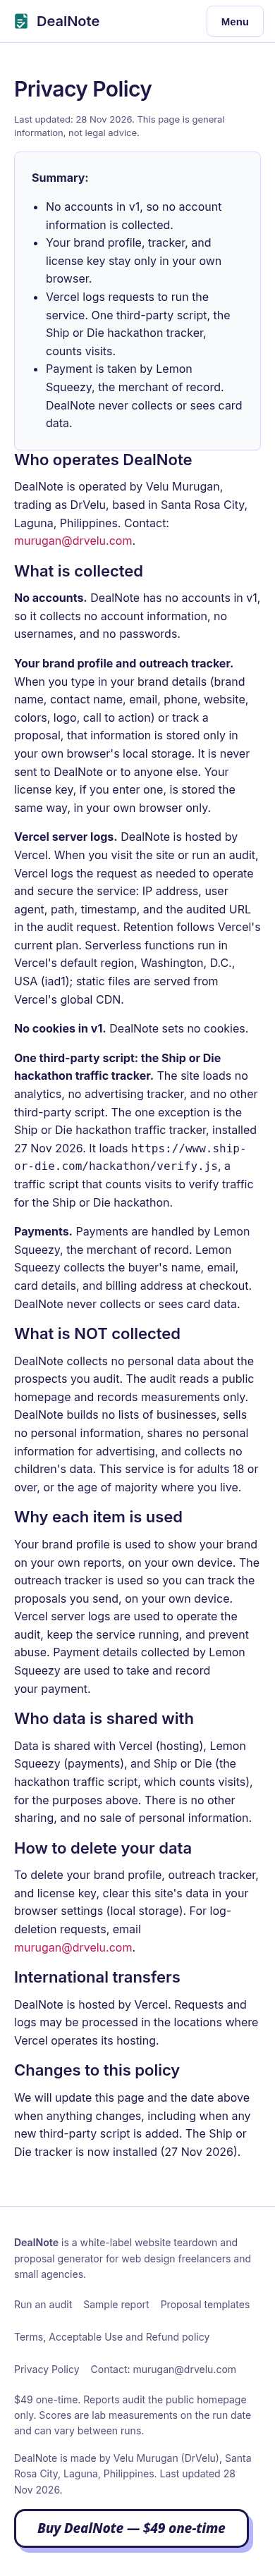 DealNote
Menu
Privacy Policy
Last updated: 28 Nov 2026. This page is general
information, not legal advice.
Summary:
• No accounts in v1, so no account
information is collected.
• Your brand profile, tracker, and
license key stay only in your own
browser.
• Vercel logs requests to run the
service. One third-party script, the
Ship or Die hackathon tracker,
counts visits.
• Payment is taken by Lemon
Squeezy, the merchant of record.
DealNote never collects or sees card
data.
Who operates DealNote
DealNote is operated by Velu Murugan,
trading as DrVelu, based in Santa Rosa City,
Laguna, Philippines. Contact:
murugan@drvelu.com.
What is collected
No accounts. DealNote has no accounts in v1,
so it collects no account information, no
usernames, and no passwords.
Your brand profile and outreach tracker.
When you type in your brand details (brand
name, contact name, email, phone, website,
colors, logo, call to action) or track a
proposal, that information is stored only in
your own browser's local storage. It is never
sent to DealNote or to anyone else. Your
license key, if you enter one, is stored the
same way, in your own browser only.
Vercel server logs. DealNote is hosted by
Vercel. When you visit the site or run an audit,
Vercel logs the request as needed to operate
and secure the service: IP address, user
agent, path, timestamp, and the audited URL
in the audit request. Retention follows Vercel's
current plan. Serverless functions run in
Vercel's default region, Washington, D.C.,
USA (iad1); static files are served from
Vercel's global CDN.
No cookies in v1. DealNote sets no cookies.
One third-party script: the Ship or Die
hackathon traffic tracker. The site loads no
analytics, no advertising tracker, and no other
third-party script. The one exception is the
Ship or Die hackathon traffic tracker, installed
27 Nov 2026. It loads https://www.ship-
or-die.com/hackathon/verify.js, a
traffic script that counts visits to verify traffic
for the Ship or Die hackathon.
Payments. Payments are handled by Lemon
Squeezy, the merchant of record. Lemon
Squeezy collects the buyer's name, email,
card details, and billing address at checkout.
DealNote never collects or sees card data.
What is NOT collected
DealNote collects no personal data about the
prospects you audit. The audit reads a public
homepage and records measurements only.
DealNote builds no lists of businesses, sells
no personal information, shares no personal
information for advertising, and collects no
children's data. This service is for adults 18 or
over, or the age of majority where you live.
Why each item is used
Your brand profile is used to show your brand
on your own reports, on your own device. The
outreach tracker is used so you can track the
proposals you send, on your own device.
Vercel server logs are used to operate the
audit, keep the service running, and prevent
abuse. Payment details collected by Lemon
Squeezy are used to take and record
your payment.
Who data is shared with
Data is shared with Vercel (hosting), Lemon
Squeezy (payments), and Ship or Die (the
hackathon traffic script, which counts visits),
for the purposes above. There is no other
sharing, and no sale of personal information.
How to delete your data
To delete your brand profile, outreach tracker,
and license key, clear this site's data in your
browser settings (local storage). For log-
deletion requests, email
murugan@drvelu.com.
International transfers
DealNote is hosted by Vercel. Requests and
logs may be processed in the locations where
Vercel operates its hosting.
Changes to this policy
We will update this page and the date above
when anything changes, including when any
new third-party script is added. The Ship or
Die tracker is now installed (27 Nov 2026).
DealNote is a white-label website teardown and
proposal generator for web design freelancers and
small agencies.
Run an audit Sample report Proposal templates
Terms, Acceptable Use and Refund policy
Privacy Policy Contact: murugan@drvelu.com
$49 one-time. Reports audit the public homepage
only. Scores are lab measurements on the run date
and can vary between runs.
DealNote is made by Velu Murugan (DrVelu), Santa
Rosa City, Laguna, Philippines. Last updated 28
Nov 2026.
Buy DealNote — $49 one-time